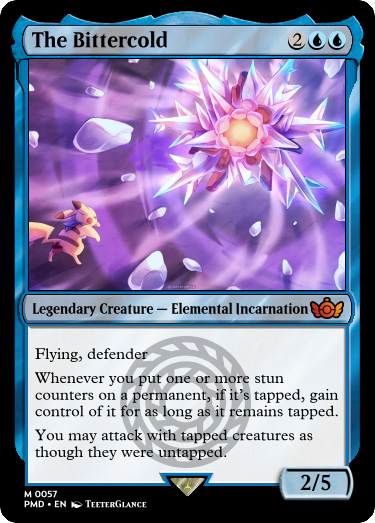 The Bittercold 2
Legendary Creature — Elemental Incarnation
Flying, defender
Whenever you put one or more stun
counters on a permanent, if it's tapped, gain
control of it for as long as it remains tapped.
You may attack with tapped creatures as
though they were untapped.
2/5
M 0057
PMD • EN TeeterGlance